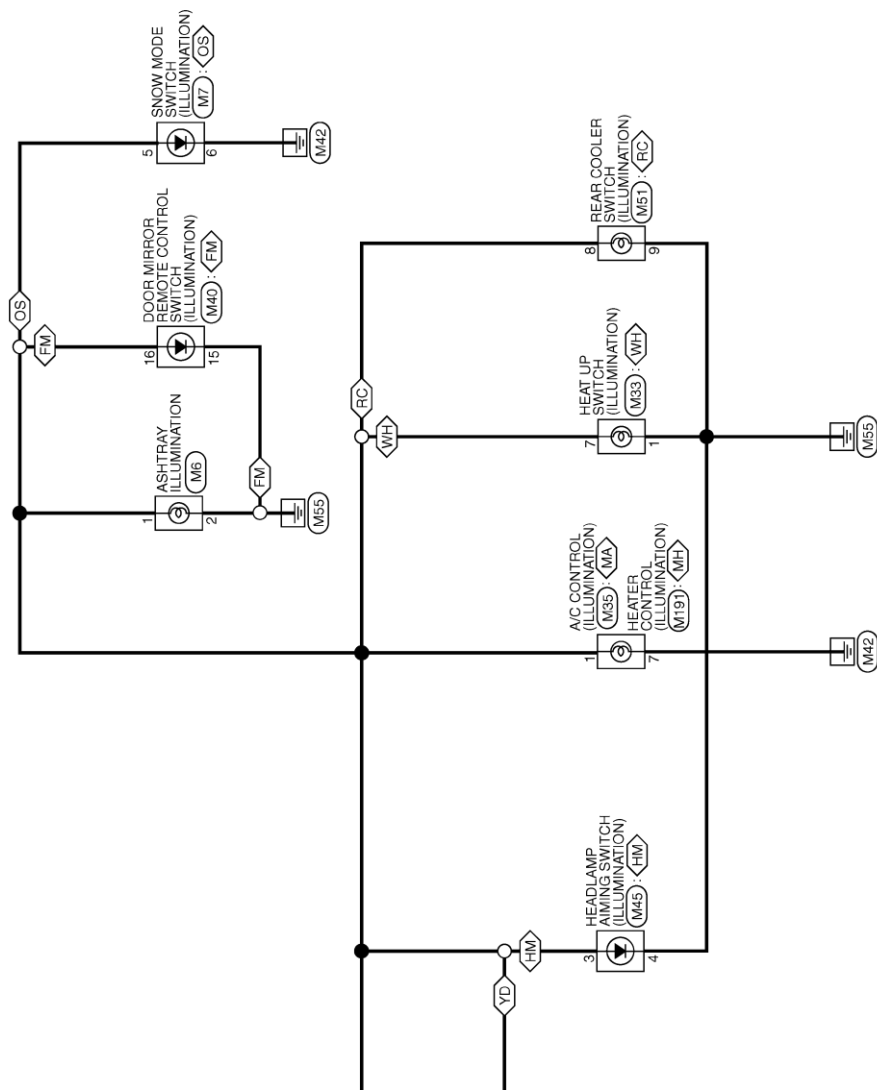 SNOW MODE
SWITCH
(ILLUMINATION)
M7 : OS
5
6
M42
OS
DOOR MIRROR
REMOTE CONTROL
SWITCH
(ILLUMINATION)
M40 : FM
FM
16
15
ASHTRAY
ILLUMINATION
M6
1
2
FM
M55
REAR COOLER
SWITCH
(ILLUMINATION)
M51 : RC
8
9
RC
HEAT UP
SWITCH
(ILLUMINATION)
M33 : WH
WH
7
1
M55
A/C CONTROL
(ILLUMINATION)
M35 : MA
HEATER
CONTROL
(ILLUMINATION)
M191 : MH
1
7
M42
HEADLAMP
AIMING SWITCH
(ILLUMINATION)
M45 : HM
HM
3
4
YD